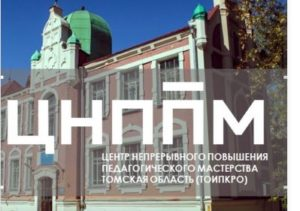 ЦНППМ
ЦЕНТР НЕПРЕРЫВНОГО ПОВЫШЕНИЯ
ПЕДАГОГИЧЕСКОГО МАСТЕРСТВА
ТОМСКАЯ ОБЛАСТЬ (ТОИПКРО)